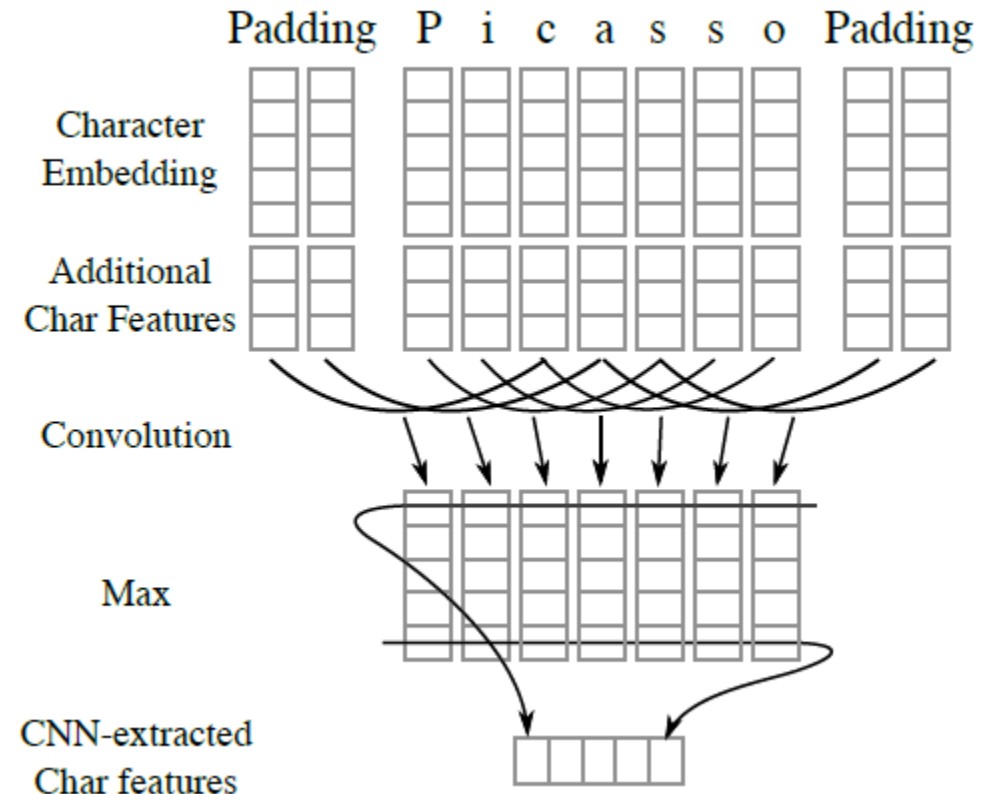 Padding P i c a s s o Padding
Character
Embedding
Additional
Char Features
Convolution
Max
CNN-extracted
Char features